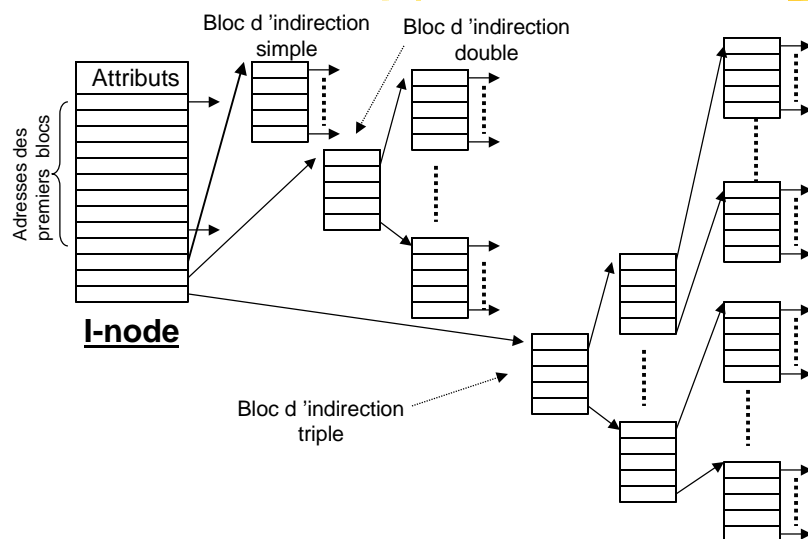 Bloc d 'indirection
simple
Bloc d 'indirection
double
Attributs
Adresses des
premiers blocs
I-node
Bloc d 'indirection
triple